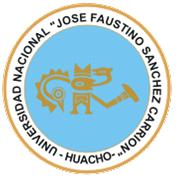 UNIVERSIDAD NACIONAL "JOSE FAUSTINO SANCHEZ CARRION"
- HUACHO-